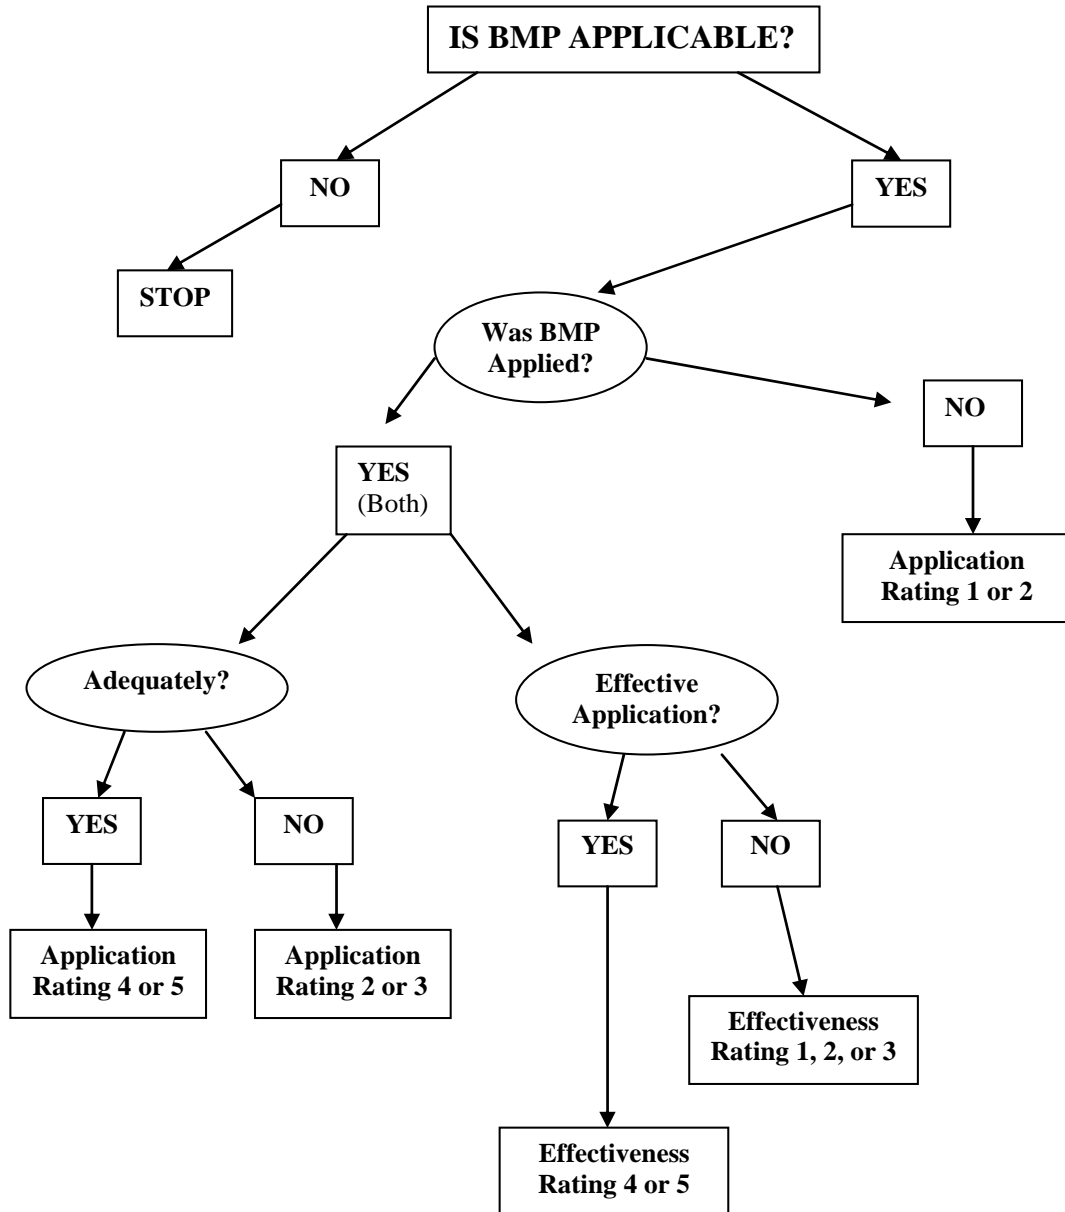 IS BMP APPLICABLE?
NO
YES
STOP
Was BMP
Applied?
NO
YES
(Both)
Application
Rating 1 or 2
Adequately?
Effective
Application?
YES
NO
YES
NO
Application
Rating 4 or 5
Application
Rating 2 or 3
Effectiveness
Rating 1, 2, or 3
Effectiveness
Rating 4 or 5